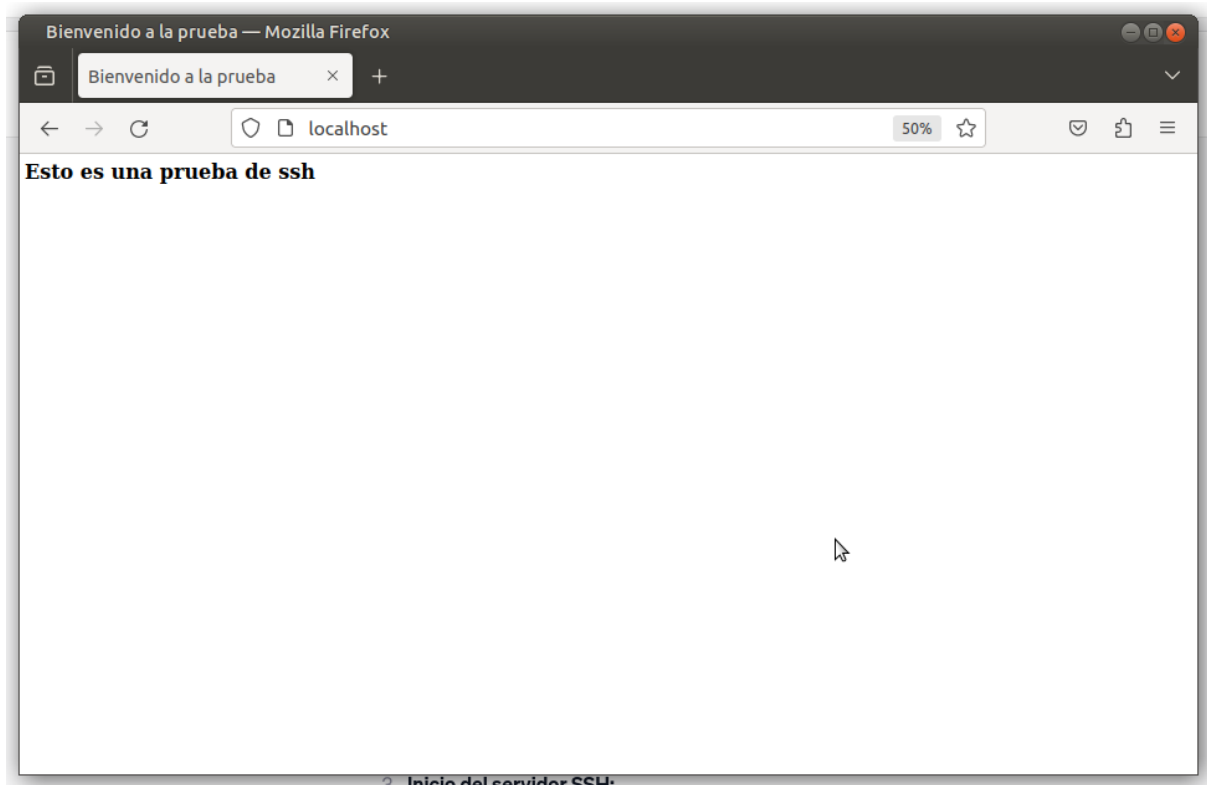 Bienvenido a la prueba — Mozilla Firefox
Bienvenido a la prueba
localhost
50%
Esto es una prueba de ssh
3. Inicio del servidor SSH: